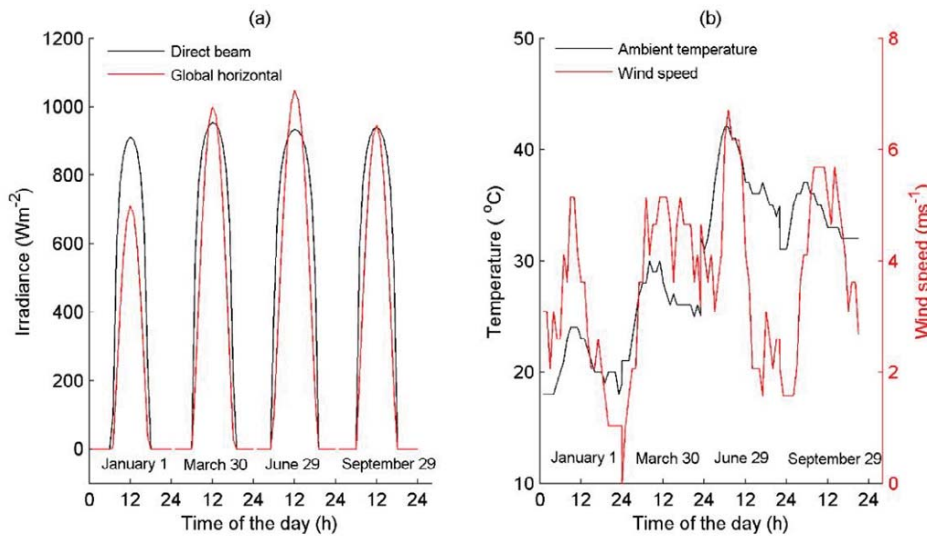 (a)
1200
1000
800
600
400
200
0
Irradiance (Wm-2)
Direct beam
Global horizontal
January 1 March 30 June 29 September 29
0 12 24 12 24 12 24 12 24
Time of the day (h)
(b)
50
40
30
20
10
Temperature ( oC)
Ambient temperature
Wind speed
8
6
4
2
0
Wind speed (ms-1)
January 1 March 30 June 29 September 29
0 12 24 12 24 12 24 12 24
Time of the day (h)